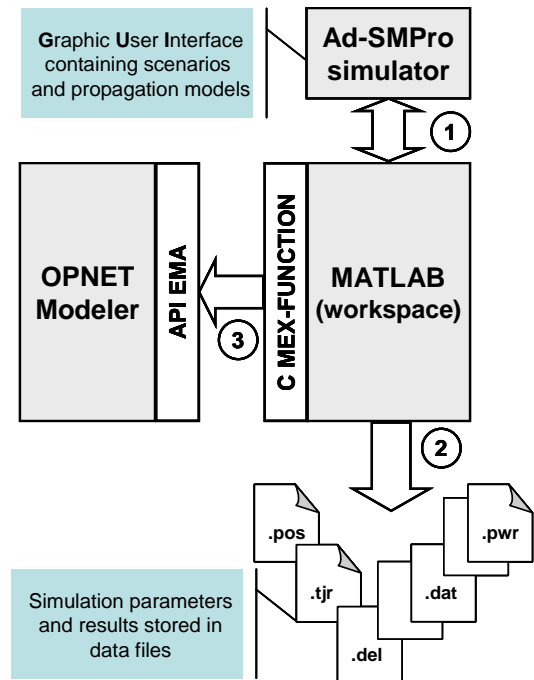 Graphic User Interface
containing scenarios
and propagation models
Ad-SMPro
simulator
1
OPNET
Modeler
API EMA
3
C MEX-FUNCTION
MATLAB
(workspace)
2
.pos
.tjr
.del
.dat
.pwr
Simulation parameters
and results stored in
data files